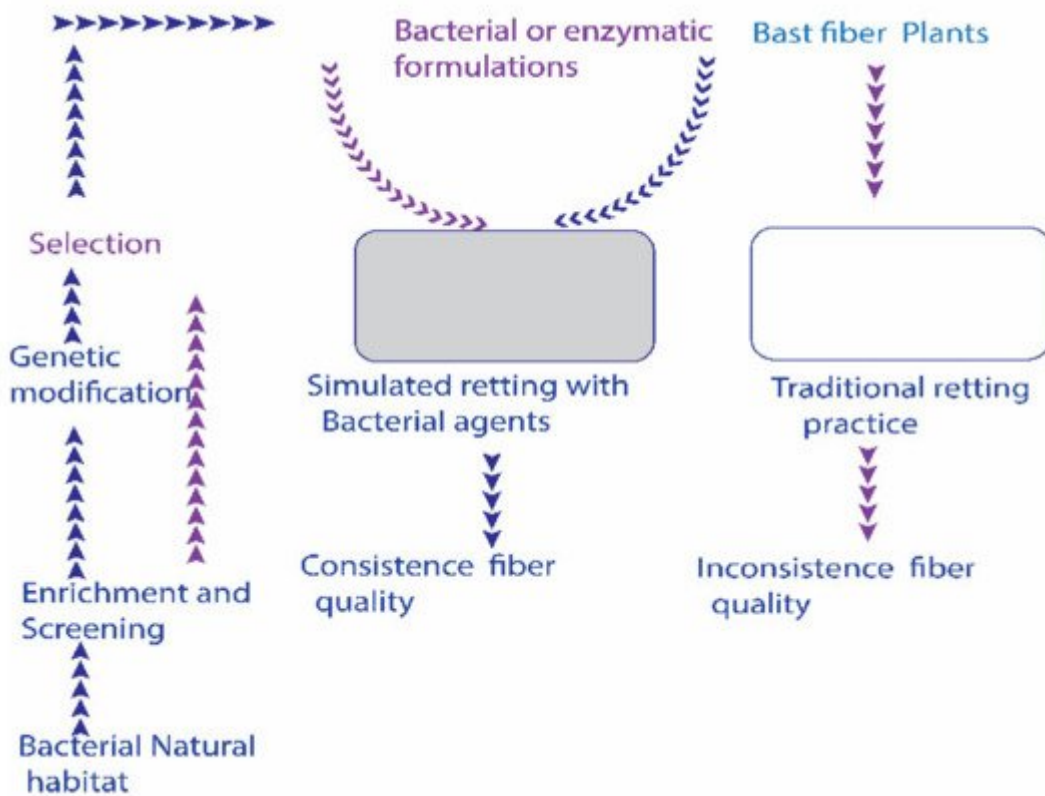 Bacterial or enzymatic
formulations
Bast fiber Plants
Selection
Genetic
modification
Simulated retting with
Bacterial agents
Traditional retting
practice
Enrichment and
Screening
Consistence fiber
quality
Inconsistence fiber
quality
Bacterial Natural
habitat